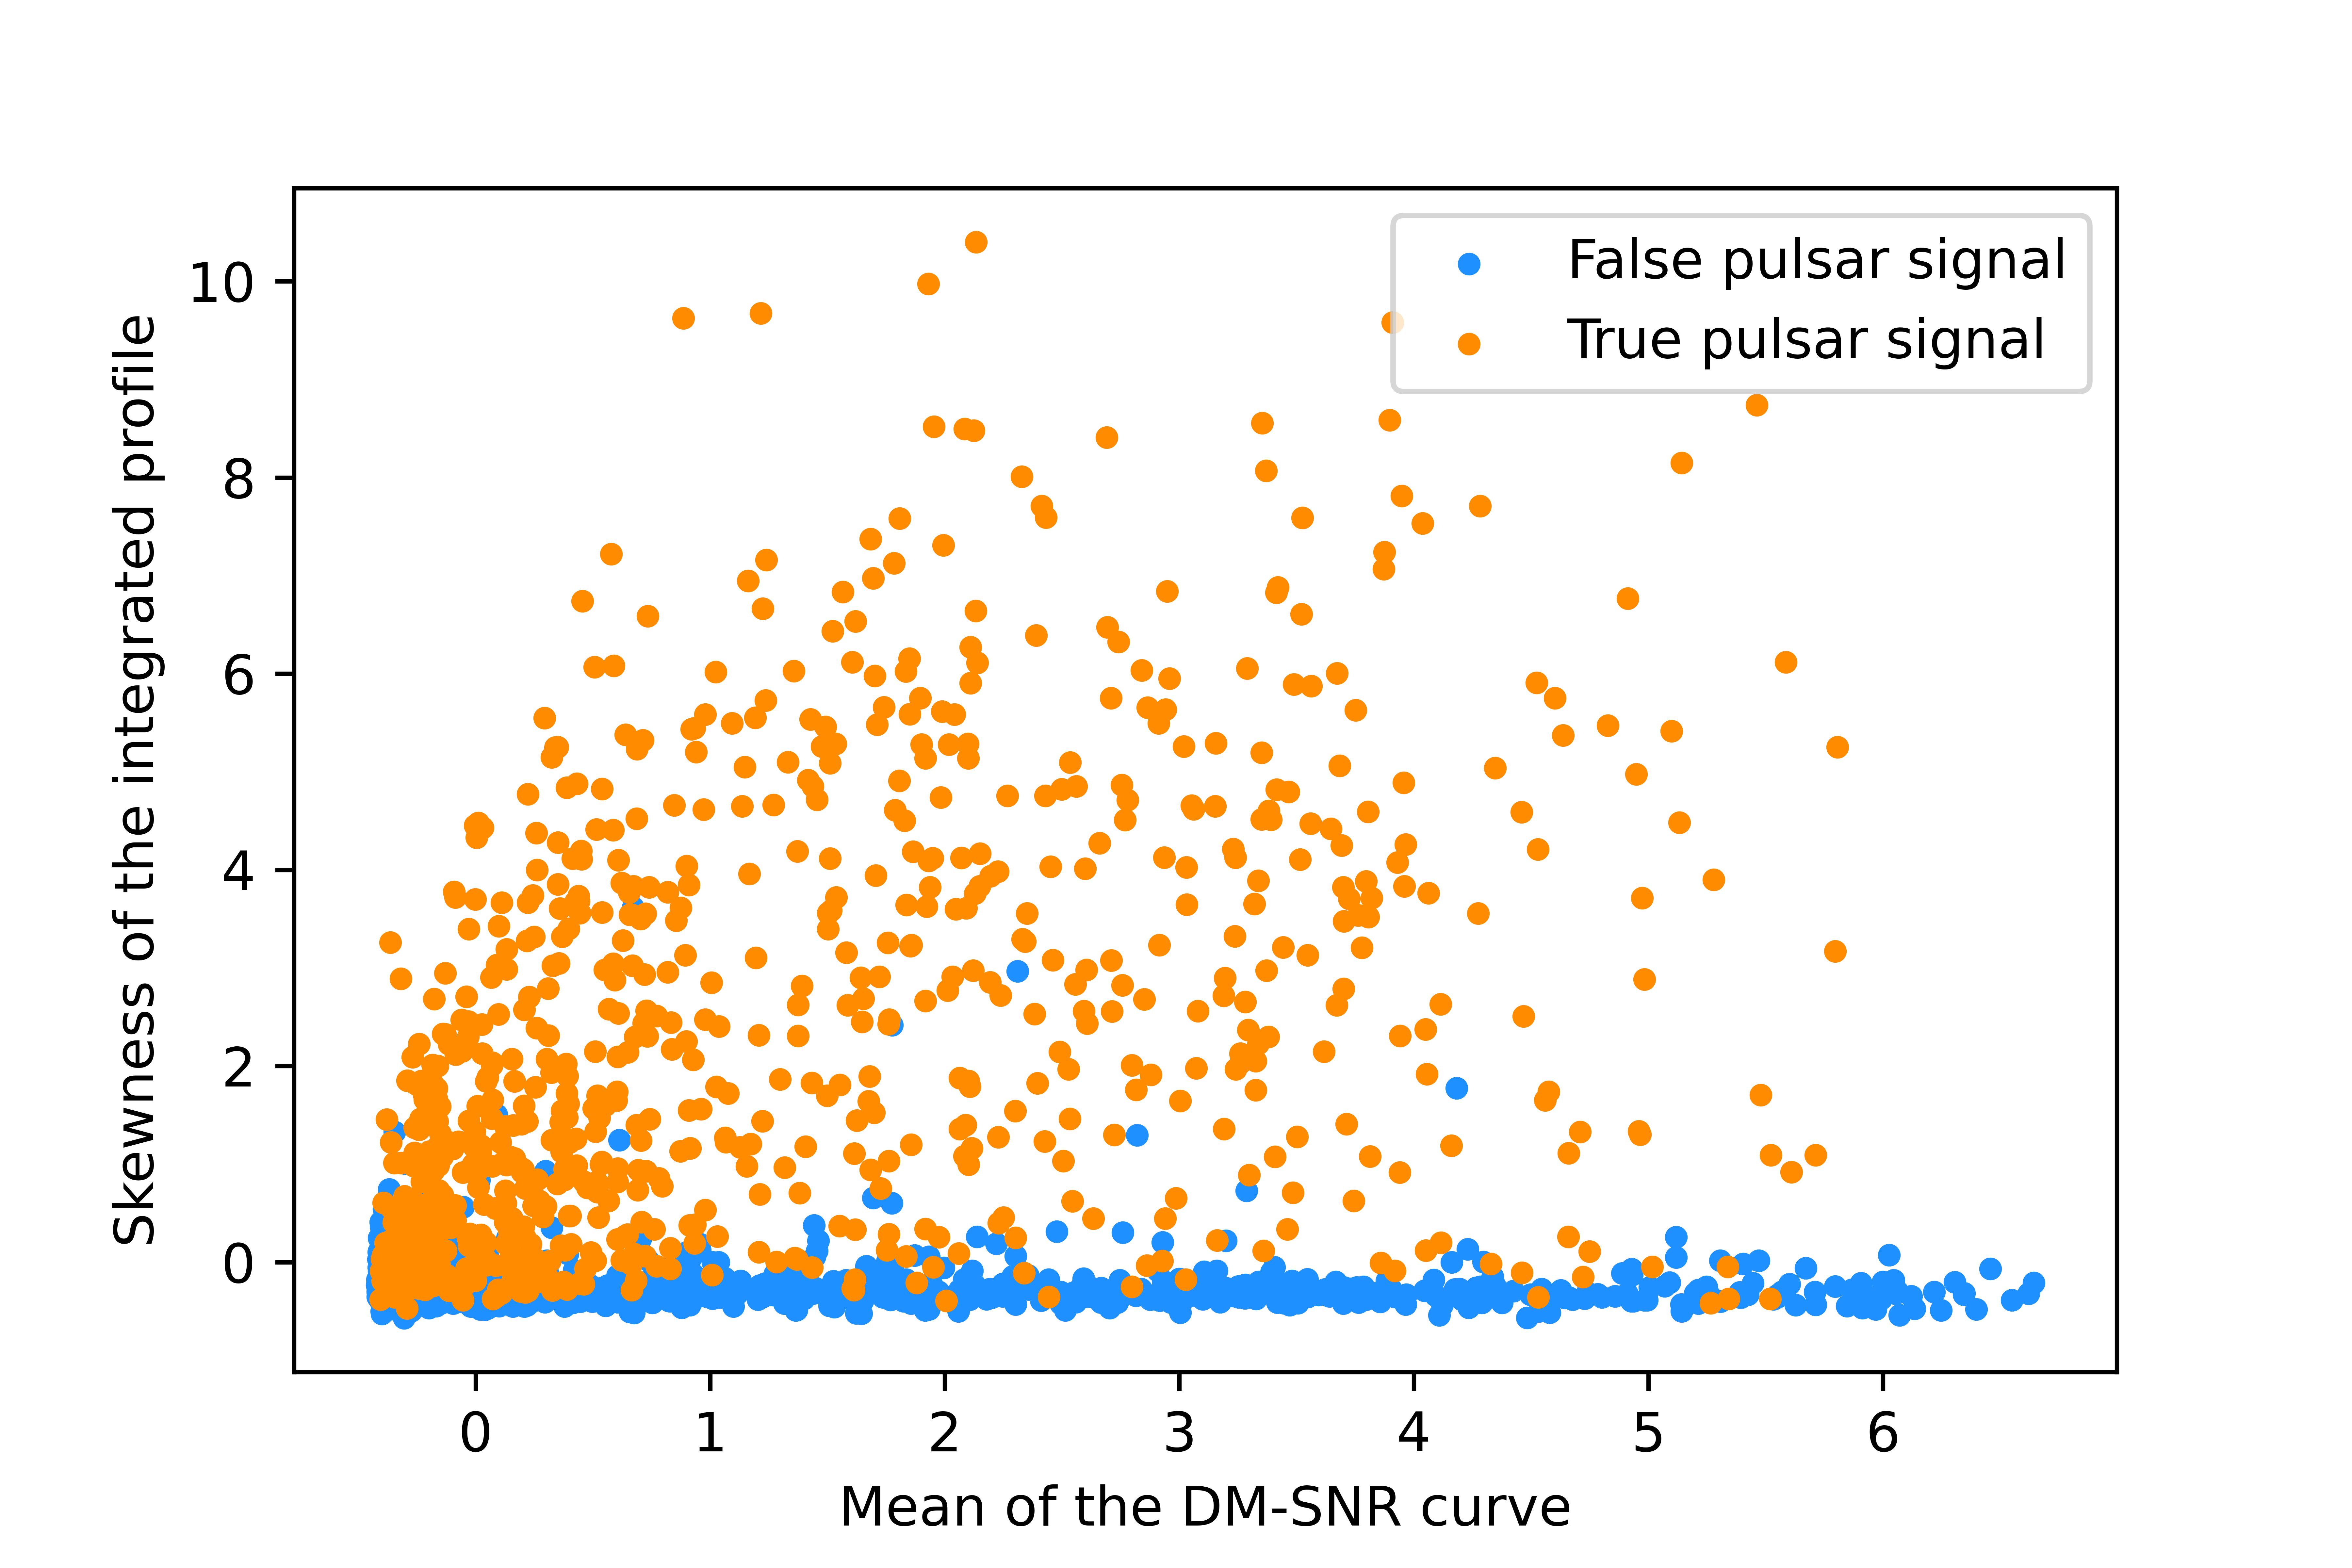 False pulsar signal
True pulsar signal
Skewness of the integrated profile
10
8
6
4
2
0
0 1 2 3 4 5 6
Mean of the DM-SNR curve